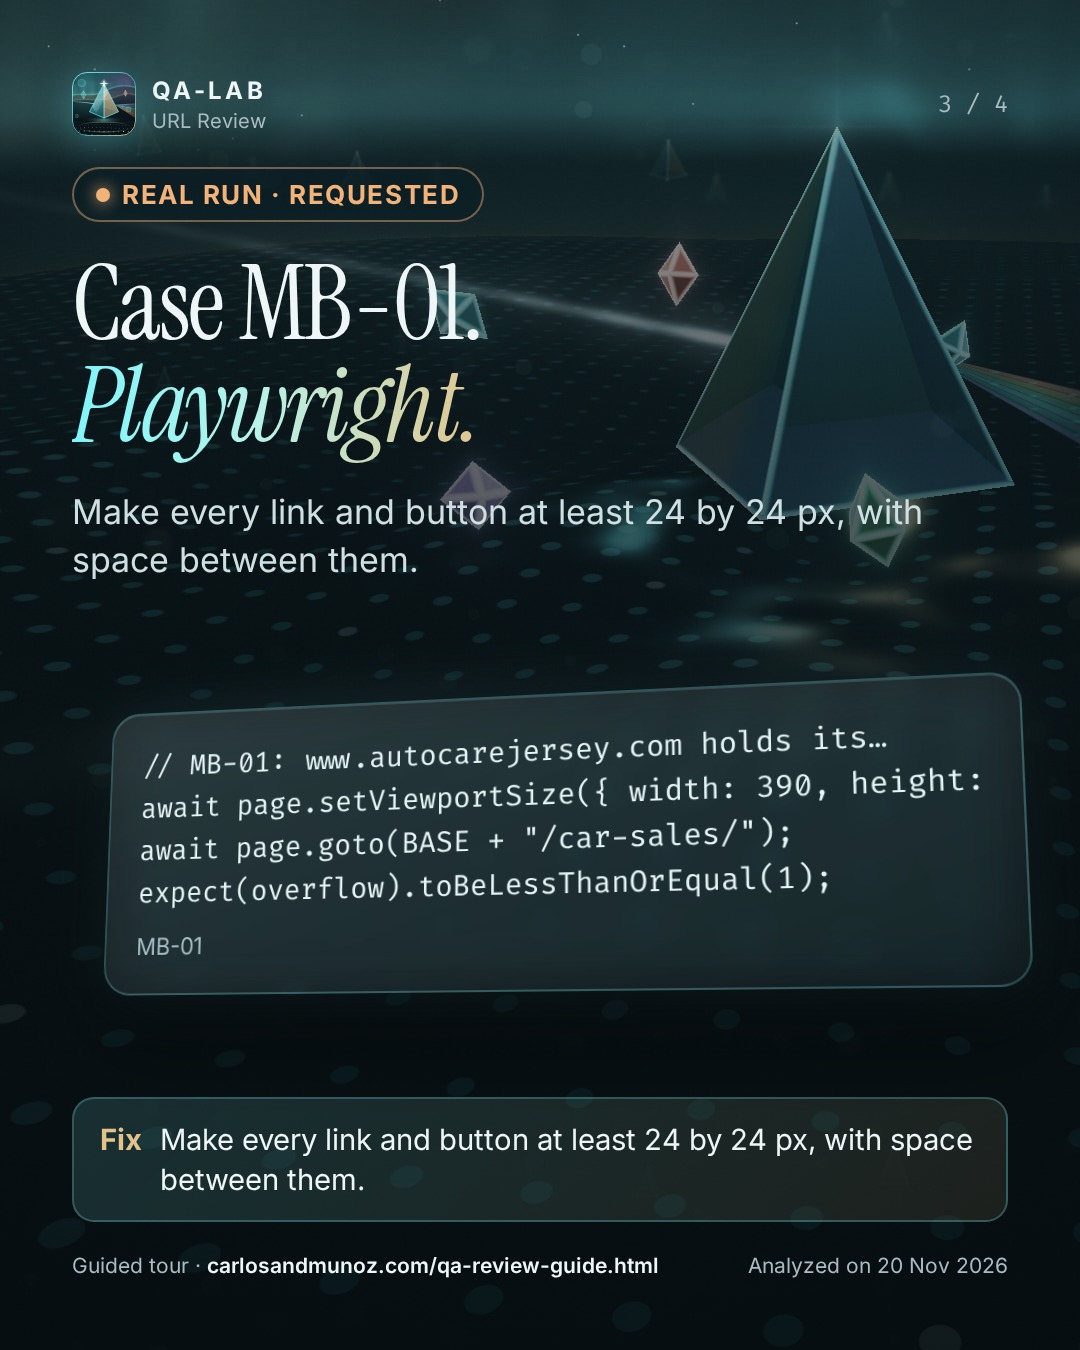 QA-LAB
URL Review
3 / 4
REAL RUN · REQUESTED
Case MB-01.
Playwright.
Make every link and button at least 24 by 24 px, with
space between them.
// MB-01: www.autocarejersey.com holds its…
await page.setViewportSize({ width: 390, height:
await page.goto(BASE + "/car-sales/");
expect(overflow).toBeLessThanOrEqual(1);
MB-01
Fix Make every link and button at least 24 by 24 px, with space
between them.
Guided tour · carlosandmunoz.com/qa-review-guide.html
Analyzed on 20 Nov 2026